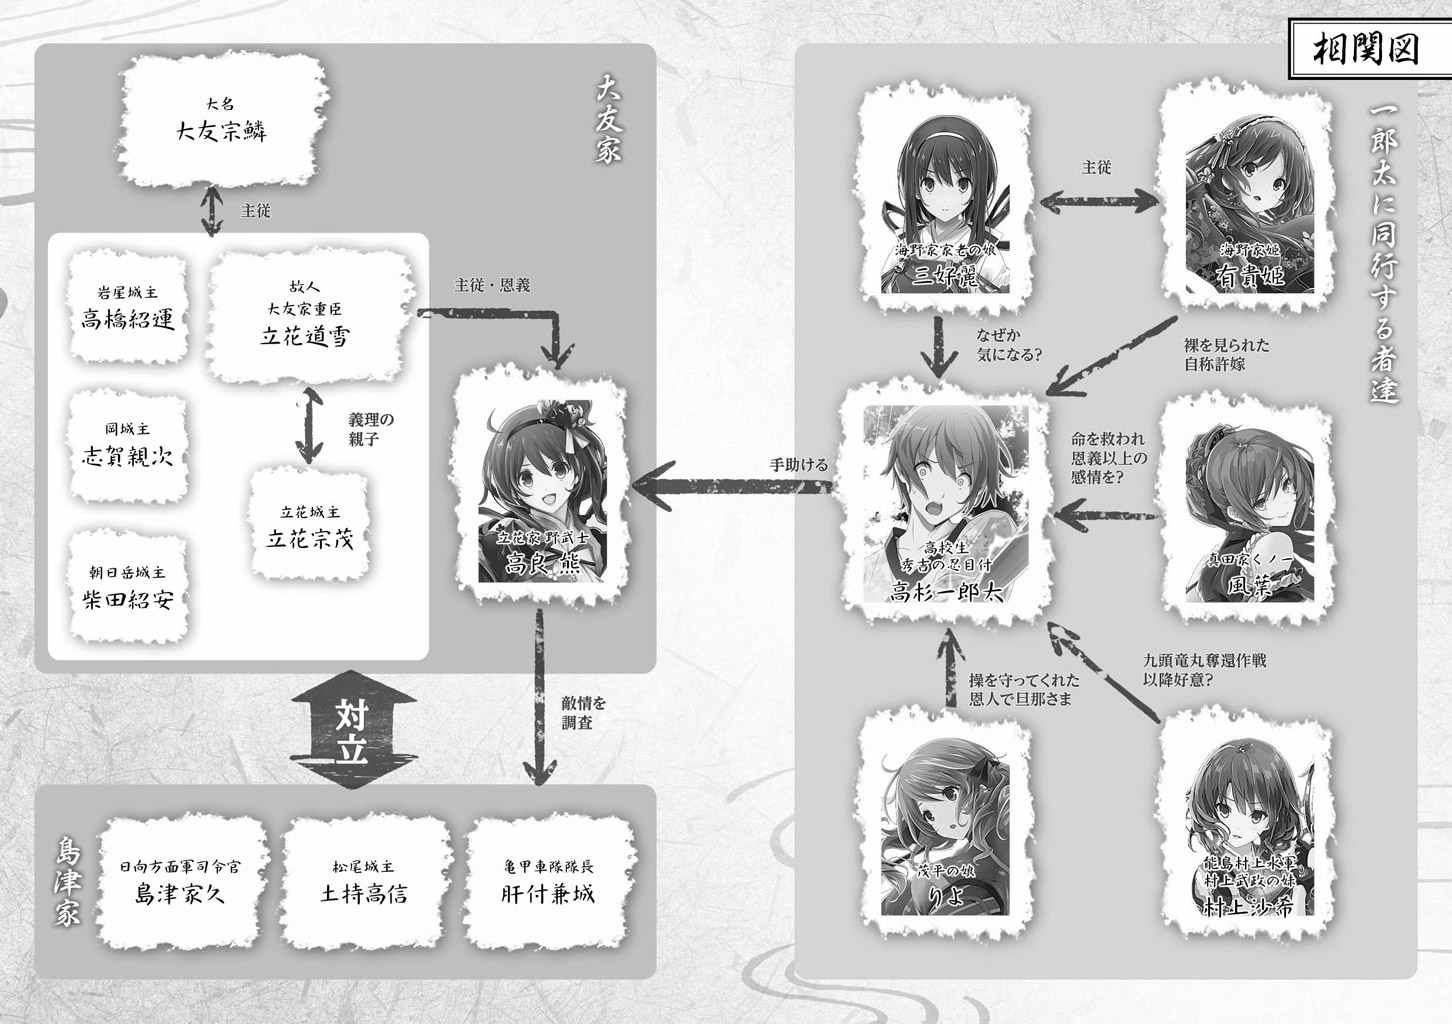 相関図
一郎太に同行する者達
海野家家老の娘
三好麗
主従
海野家姫
有貴姫
なぜか
気になる?
裸を見られた
自称許嫁
高校生
秀吉の忍目付
高杉一郎太
命を救われ
恩義以上の
感情を?
真田家くノ一
風葉
操を守ってくれた
恩人で旦那さま
茂平の娘
りよ
九頭竜丸奪還作戦
以降好意?
能島村上水軍
村上武政の妹
村上沙希
手助ける
大友家
大名
大友宗鱗
主従
岩屋城主
高橋紹運
故人
大友家重臣
立花道雪
主従・恩義
岡城主
志賀親次
義理の
親子
立花城主
立花宗茂
朝日岳城主
柴田紹安
立花家 野武士
高良 熊
対立
敵情を
調査
島津家
日向方面軍司令官
島津家久
松尾城主
土持高信
亀甲車隊隊長
肝付兼城